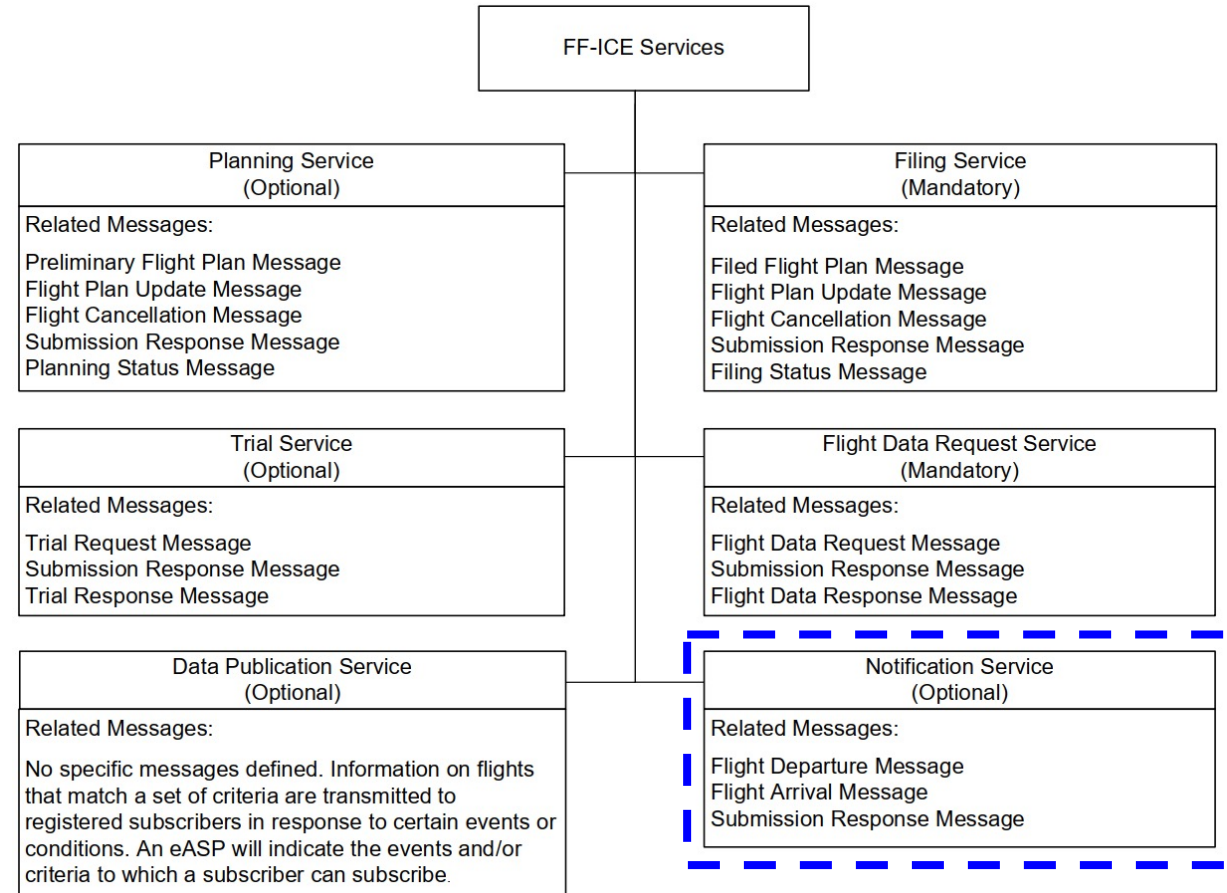 FF-ICE Services
Planning Service
(Optional)
Related Messages:
Preliminary Flight Plan Message
Flight Plan Update Message
Flight Cancellation Message
Submission Response Message
Planning Status Message
Filing Service
(Mandatory)
Related Messages:
Filed Flight Plan Message
Flight Plan Update Message
Flight Cancellation Message
Submission Response Message
Filing Status Message
Trial Service
(Optional)
Related Messages:
Trial Request Message
Submission Response Message
Trial Response Message
Flight Data Request Service
(Mandatory)
Related Messages:
Flight Data Request Message
Submission Response Message
Flight Data Response Message
Data Publication Service
(Optional)
Related Messages:
No specific messages defined. Information on flights
that match a set of criteria are transmitted to
registered subscribers in response to certain events or
conditions. An eASP will indicate the events and/or
criteria to which a subscriber can subscribe.
Notification Service
(Optional)
Related Messages:
Flight Departure Message
Flight Arrival Message
Submission Response Message